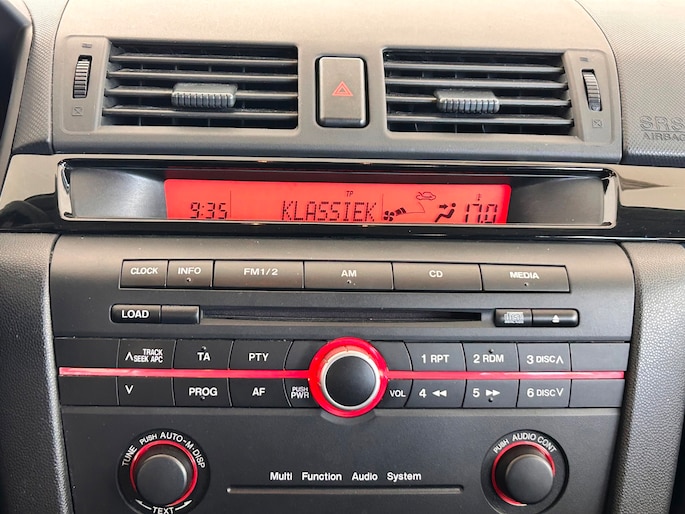 SRS
AIRBAG
TP
9:35 KLASSIEK 17.0
CLOCK INFO FM1/2 AM CD MEDIA
LOAD
TRACK
SEEK APC TA PTY 1 RPT 2 RDM 3 DISC
PROG AF PUSH
PWR VOL 4 5 6 DISC
PUSH AUTO-M·DISP
TUNE
TEXT
Multi Function Audio System
PUSH AUDIO CONT